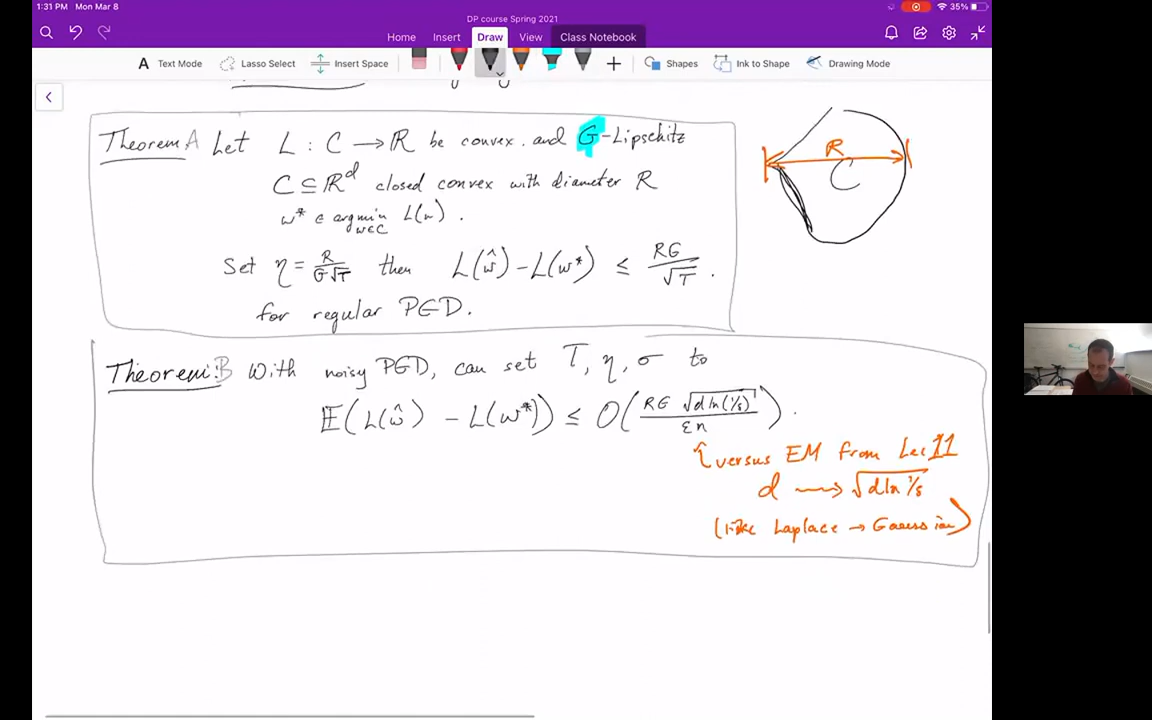 1:31 PM Mon Mar 8
35%
DP course Spring 2021
Home Insert Draw View Class Notebook
A Text Mode Lasso Select Insert Space Shapes Ink to Shape Drawing Mode
Theorem A Let L : C → ℝ be convex. and G-Lipschitz
C ⊆ ℝ^d closed convex with diameter R
w* ∈ argmin_{w∈C} L(w).
Set η = R/(G√T) then L(ŵ) - L(w*) ≤ RG/√T.
for regular PGD.
R
C
Theorem B With noisy PGD, can set T, η, σ to
𝔼(L(ŵ) - L(w*)) ≤ O(RG √(d ln(1/δ)) / εn).
↑ versus EM from Lec 11
d ⇝ √(d ln 1/δ)
(like Laplace → Gaussian)